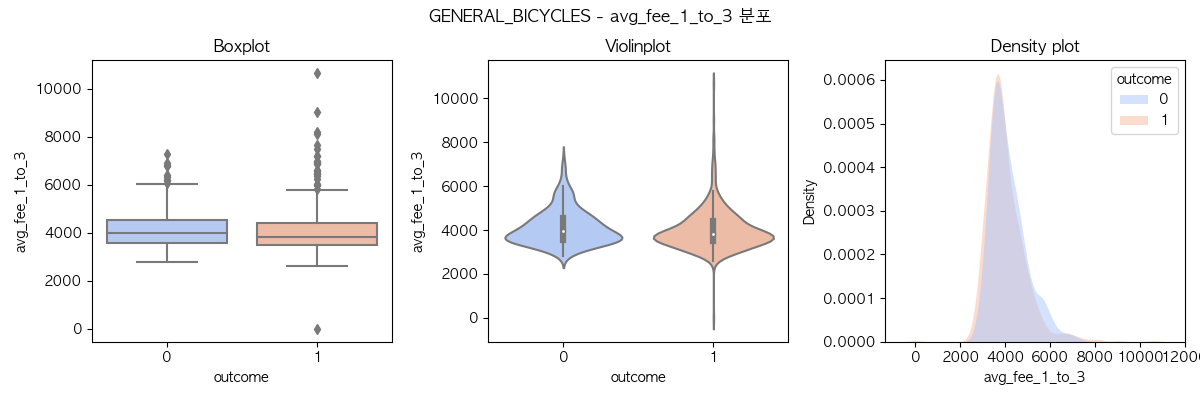 GENERAL_BICYCLES - avg_fee_1_to_3 분포
Boxplot
avg_fee_1_to_3
10000
8000
6000
4000
2000
0
0
1
outcome
Violinplot
avg_fee_1_to_3
10000
8000
6000
4000
2000
0
0
1
outcome
Density plot
outcome
0
1
Density
0.0006
0.0005
0.0004
0.0003
0.0002
0.0001
0.0000
0
2000
4000
6000
8000
10000
12000
avg_fee_1_to_3